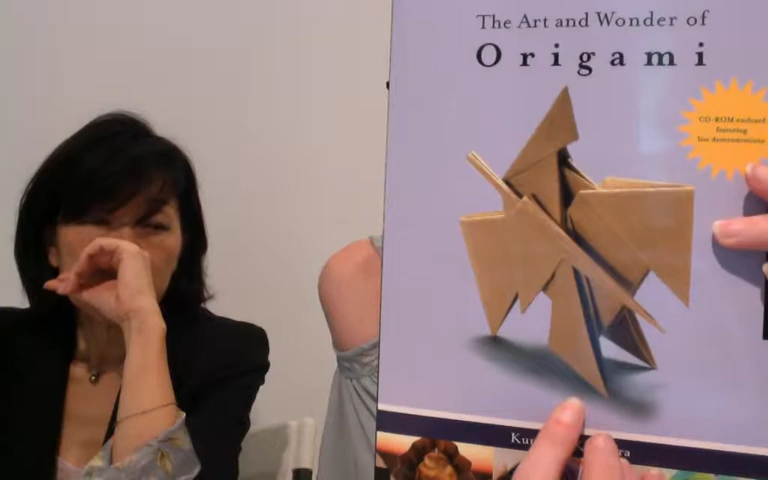 The Art and Wonder of
Origami
CD-ROM enclosed
featuring
live demonstrations